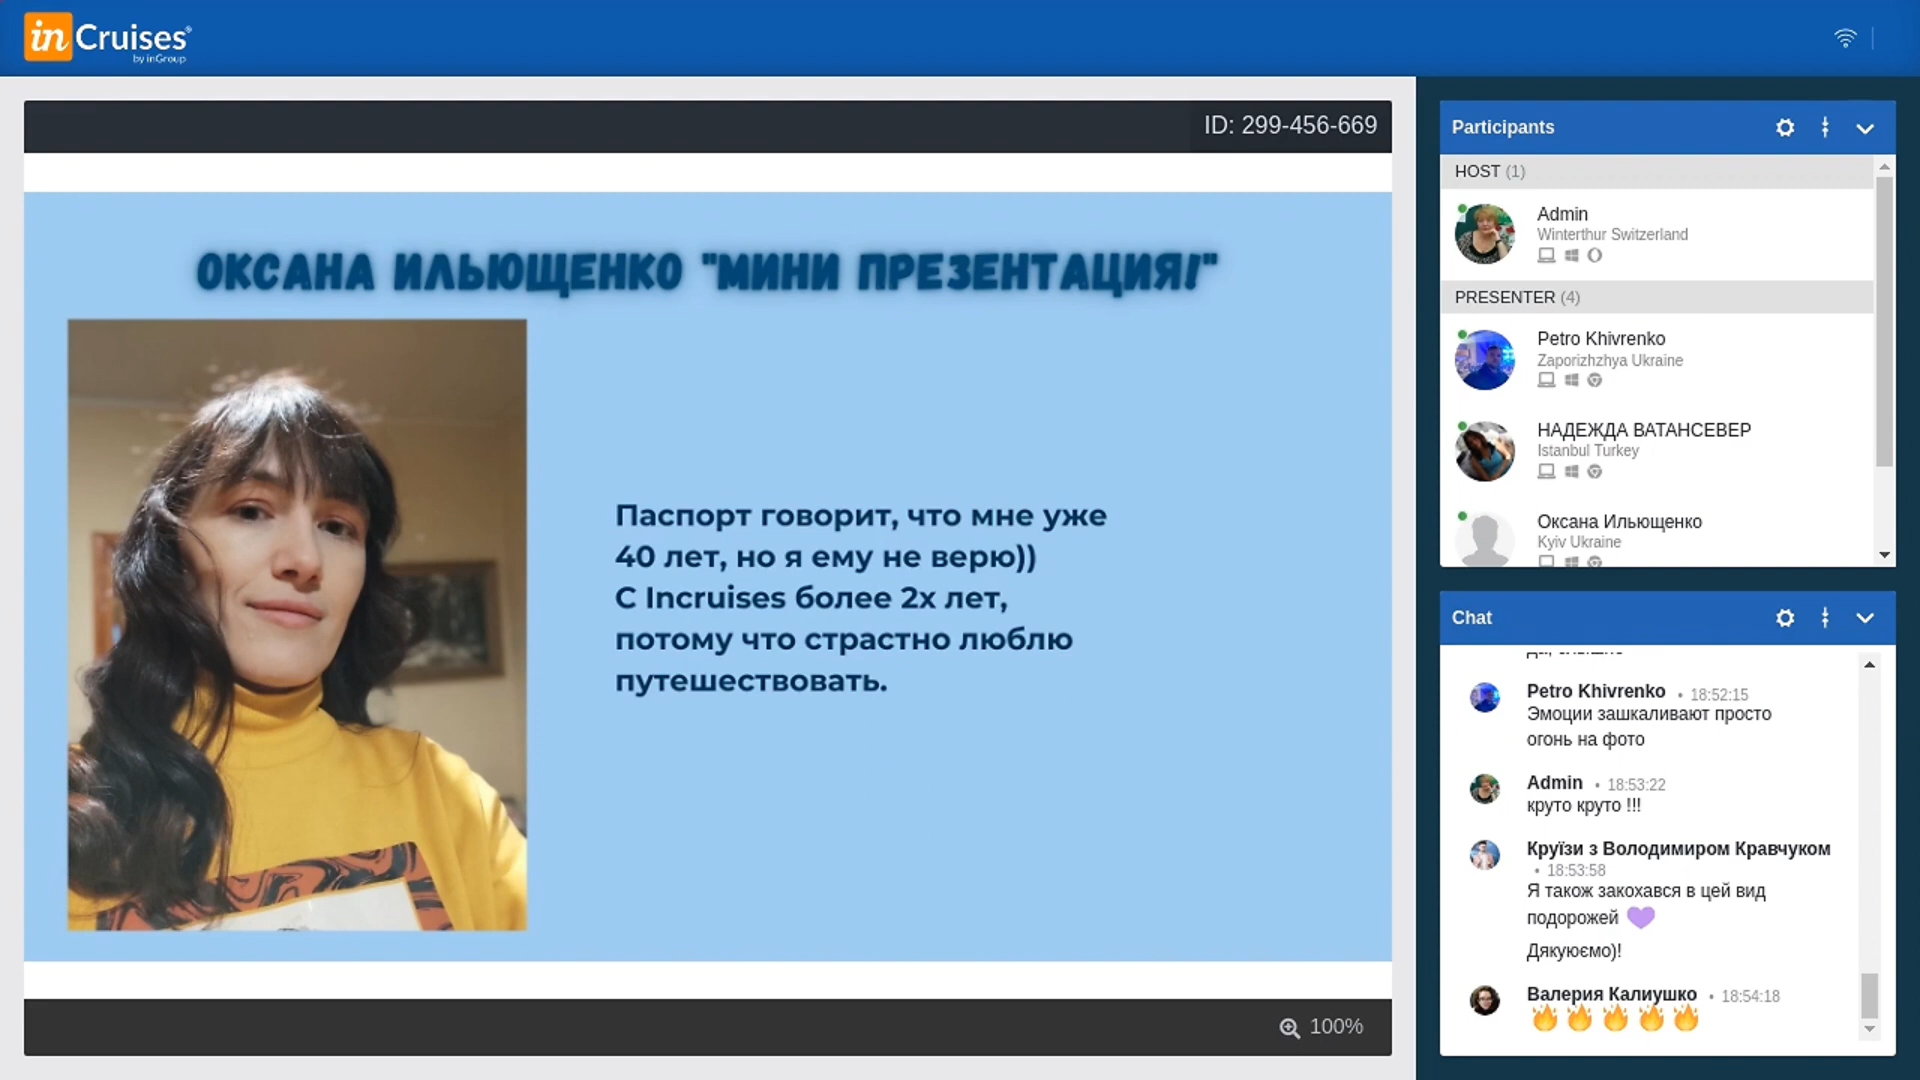 in Cruises®
by inGroup
ID: 299-456-669
ОКСАНА ИЛЬЮЩЕНКО "МИНИ ПРЕЗЕНТАЦИЯ!"
Паспорт говорит, что мне уже
40 лет, но я ему не верю))
С Incruises более 2х лет,
потому что страстно люблю
путешествовать.
100%
Participants
HOST (1)
Admin
Winterthur Switzerland
PRESENTER (4)
Petro Khivrenko
Zaporizhzhya Ukraine
НАДЕЖДА ВАТАНСЕВЕР
Istanbul Turkey
Оксана Ильющенко
Kyiv Ukraine
Chat
Petro Khivrenko • 18:52:15
Эмоции зашкаливают просто
огонь на фото
Admin • 18:53:22
круто круто !!!
Круїзи з Володимиром Кравчуком
• 18:53:58
Я також закохався в цей вид
подорожей 💜
Дякуюємо)!
Валерия Калиушко • 18:54:18
🔥🔥🔥🔥🔥